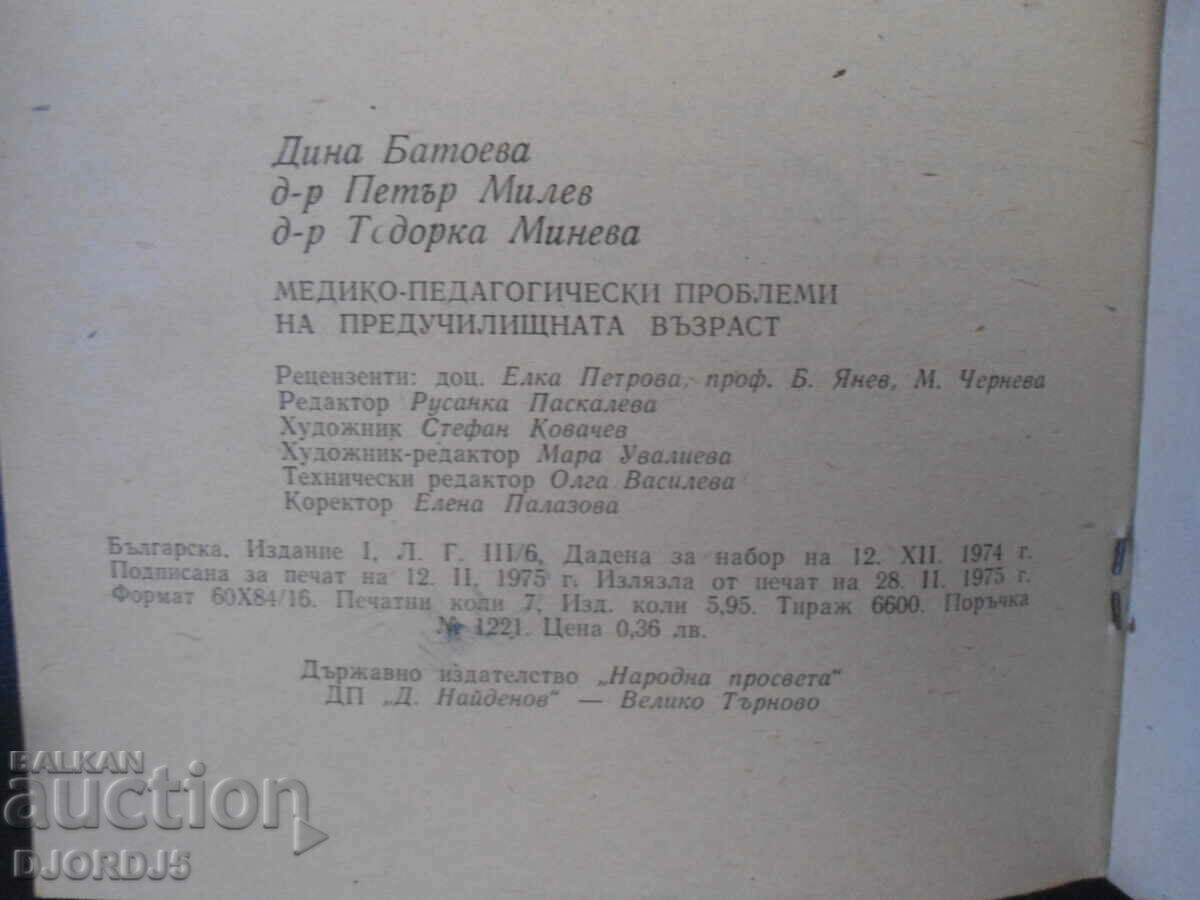 Дина Батоева
д-р Петър Милев
д-р Тодорка Минева
МЕДИКО-ПЕДАГОГИЧЕСКИ ПРОБЛЕМИ
НА ПРЕДУЧИЛИЩНАТА ВЪЗРАСТ
Рецензенти: доц. Елка Петрова, проф. Б. Янев, М. Чернева
Редактор Русанка Паскалева
Художник Стефан Ковачев
Художник-редактор Мара Увалиева
Технически редактор Олга Василева
Коректор Елена Палазова
Българска. Издание I, Л. Г. III/6, Дадена за набор на 12. XII. 1974 г.
Подписана за печат на 12. II. 1975 г. Излязла от печат на 28. II. 1975 г.
Формат 60X84/16. Печатни коли 7, Изд. коли 5,95. Тираж 6600. Поръчка
№ 1221. Цена 0,36 лв.
Държавно издателство „Народна просвета“
ДП „Д. Найденов“ — Велико Търново
BALKAN
auction
DJORDJ5